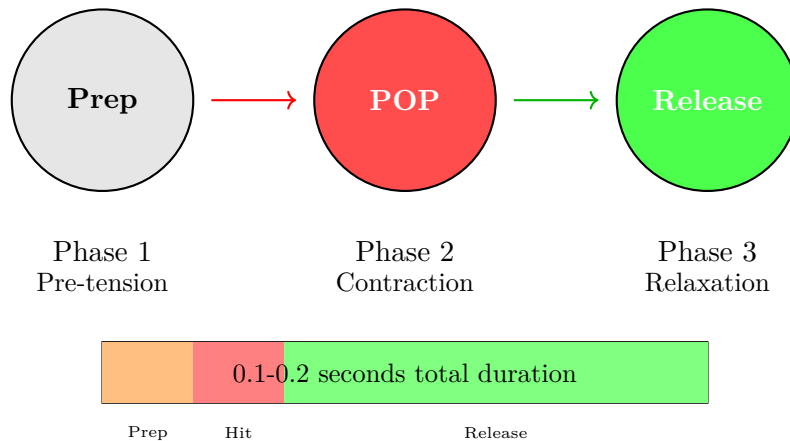 Prep
POP
Release
Phase 1
Pre-tension
Phase 2
Contraction
Phase 3
Relaxation
0.1-0.2 seconds total duration
Prep
Hit
Release